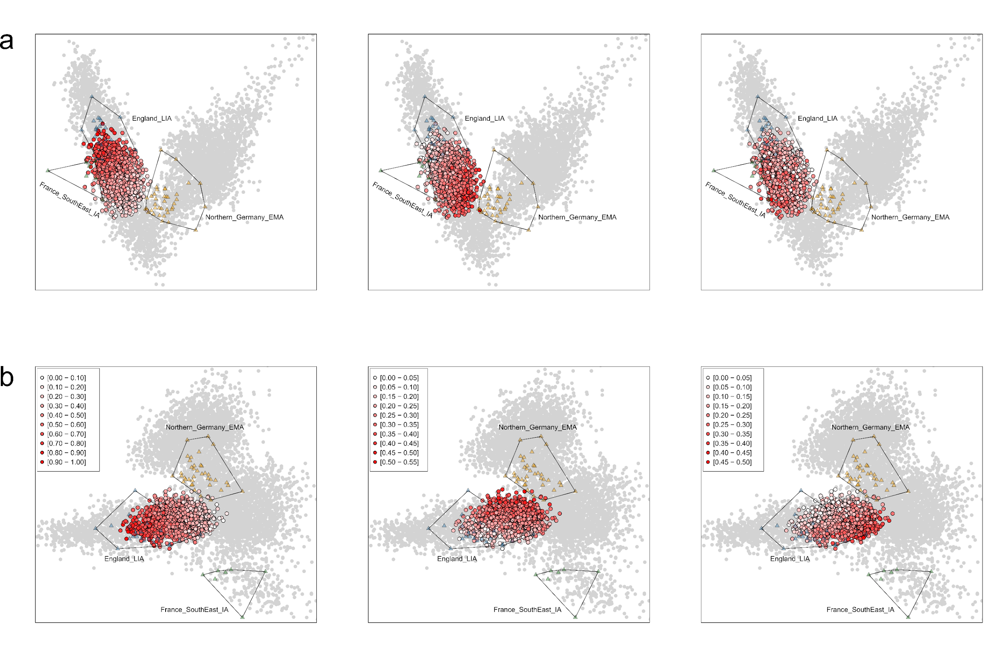 a
England_LIA
France_SouthEast_IA
Northern_Germany_EMA
England_LIA
France_SouthEast_IA
Northern_Germany_EMA
England_LIA
France_SouthEast_IA
Northern_Germany_EMA
b
[0.00 − 0.10]
[0.10 − 0.20]
[0.20 − 0.30]
[0.30 − 0.40]
[0.40 − 0.50]
[0.50 − 0.60]
[0.60 − 0.70]
[0.70 − 0.80]
[0.80 − 0.90]
[0.90 − 1.00]
Northern_Germany_EMA
England_LIA
France_SouthEast_IA
[0.00 − 0.05]
[0.05 − 0.10]
[0.15 − 0.20]
[0.20 − 0.25]
[0.25 − 0.30]
[0.30 − 0.35]
[0.35 − 0.40]
[0.40 − 0.45]
[0.45 − 0.50]
[0.50 − 0.55]
Northern_Germany_EMA
England_LIA
France_SouthEast_IA
[0.00 − 0.05]
[0.05 − 0.10]
[0.10 − 0.15]
[0.15 − 0.20]
[0.20 − 0.25]
[0.25 − 0.30]
[0.30 − 0.35]
[0.35 − 0.40]
[0.40 − 0.45]
[0.45 − 0.50]
Northern_Germany_EMA
England_LIA
France_SouthEast_IA